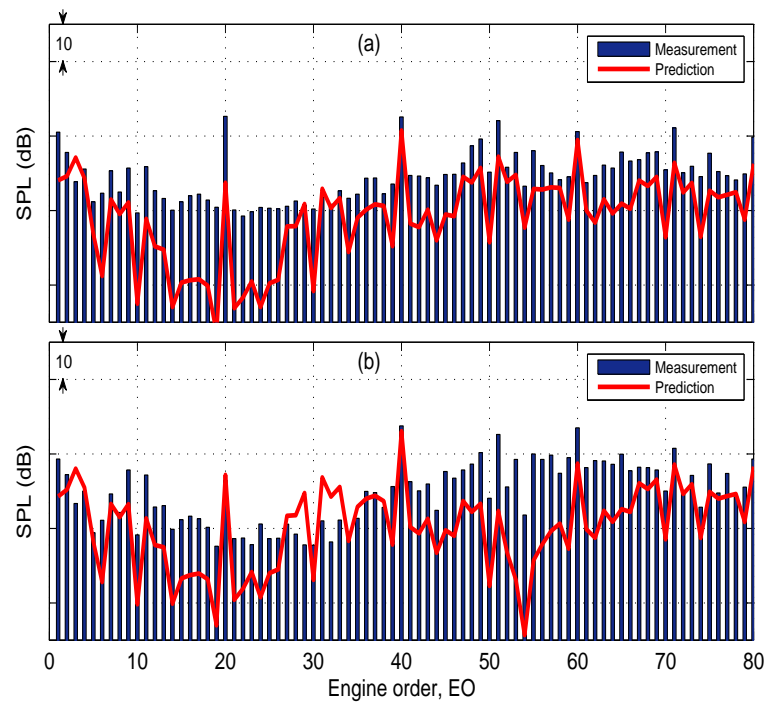 10
(a)
Measurement
Prediction
SPL (dB)
10
(b)
Measurement
Prediction
SPL (dB)
0 10 20 30 40 50 60 70 80
Engine order, EO